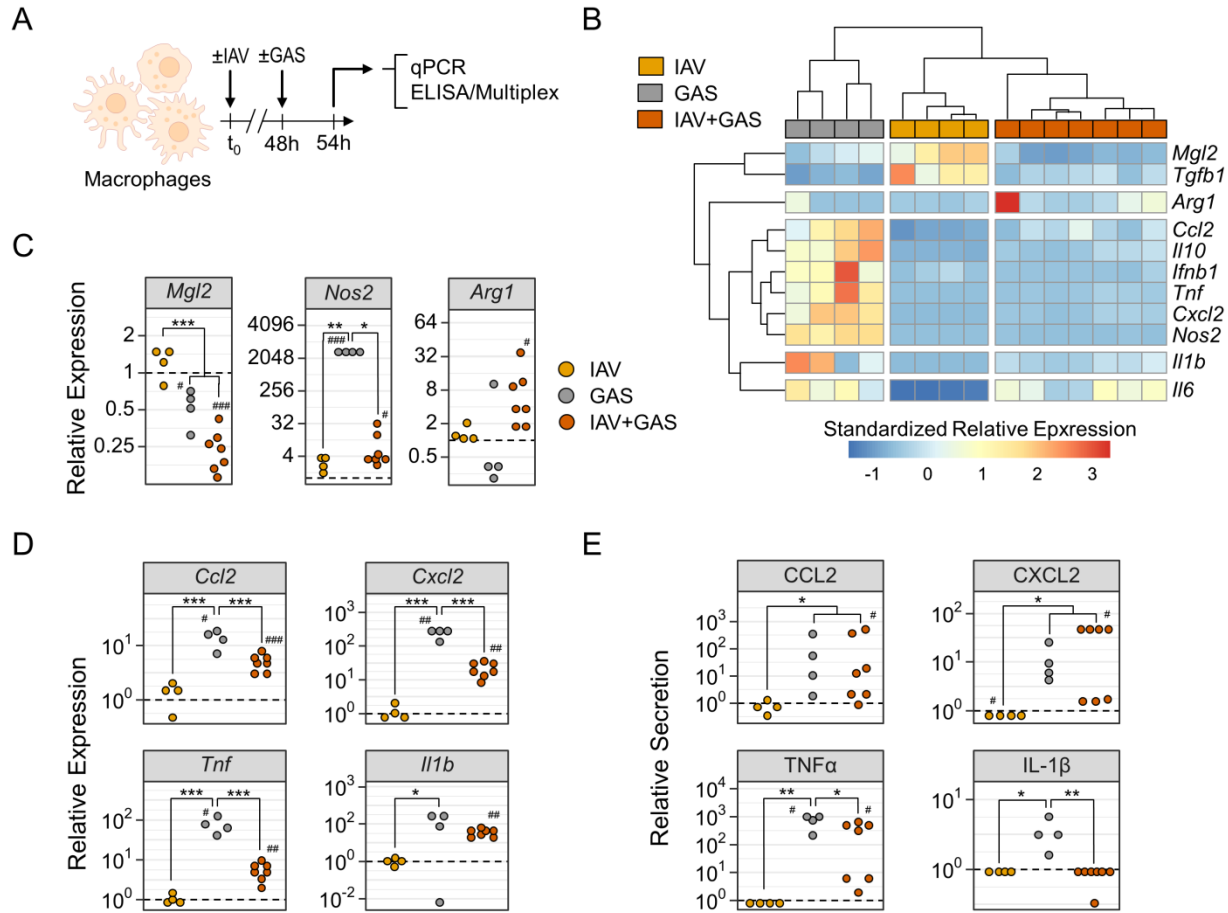 A
±IAV
±GAS
qPCR
ELISA/Multiplex
t0
48h
54h
Macrophages
B
IAV
GAS
IAV+GAS
Mgl2
Tgfb1
Arg1
Ccl2
Il10
Ifnb1
Tnf
Cxcl2
Nos2
Il1b
Il6
Standardized Relative Epxression
-1 0 1 2 3
C
Relative Expression
Mgl2
2
1
0.5
0.25
***
#
###
Nos2
4096
2048
256
32
4
**
*
###
#
Arg1
64
32
8
2
0.5
#
IAV
GAS
IAV+GAS
D
Relative Expression
Ccl2
10^1
10^0
***
***
#
###
Cxcl2
10^3
10^2
10^1
10^0
***
***
##
##
Tnf
10^2
10^1
10^0
***
***
#
##
Il1b
10^2
10^0
10^-2
*
##
E
Relative Secretion
CCL2
10^3
10^2
10^1
10^0
*
#
CXCL2
10^2
10^1
10^0
*
#
#
TNFα
10^4
10^3
10^2
10^1
10^0
**
*
#
#
IL-1β
10^1
10^0
*
**